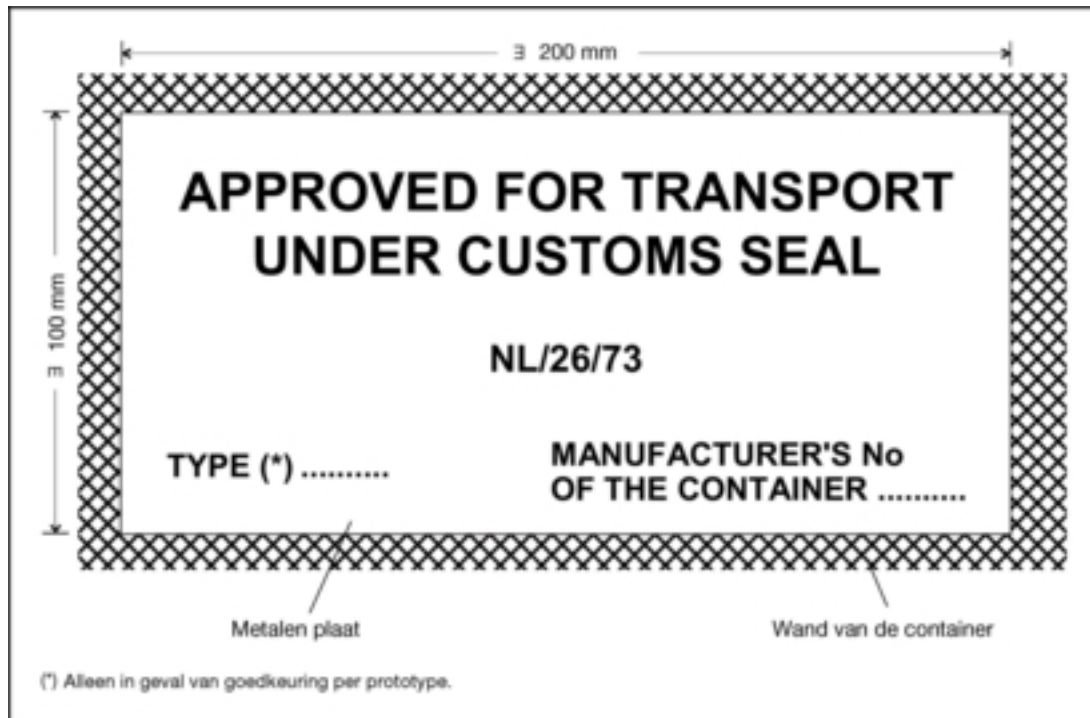 ∃ 200 mm
∃ 100 mm
APPROVED FOR TRANSPORT
UNDER CUSTOMS SEAL
NL/26/73
TYPE (*) ..........
MANUFACTURER'S No
OF THE CONTAINER ..........
Metalen plaat
Wand van de container
(*) Alleen in geval van goedkeuring per prototype.